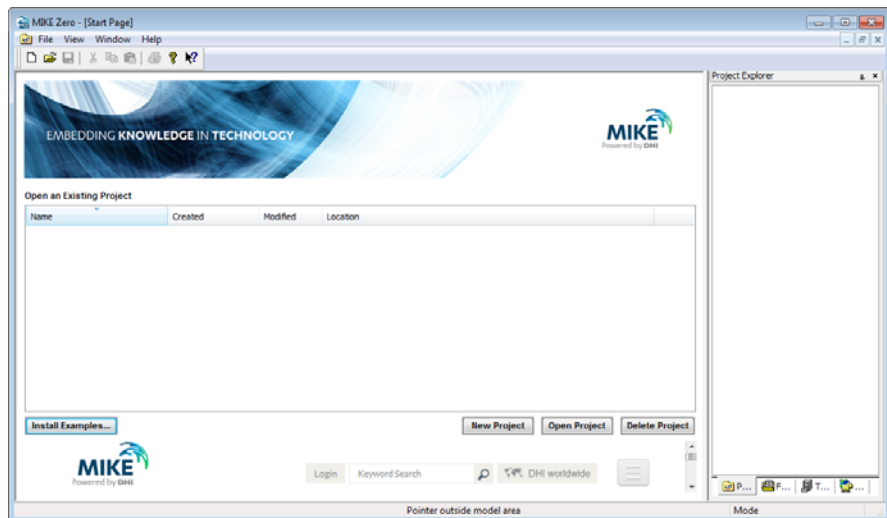 MIKE Zero - [Start Page]
File View Window Help
Project Explorer
EMBEDDING KNOWLEDGE IN TECHNOLOGY
MIKE
Powered by DHI
Open an Existing Project
Name Created Modified Location
Install Examples... New Project Open Project Delete Project
MIKE
Powered by DHI
Login Keyword Search DHI worldwide
P... F... T... ...
Pointer outside model area Mode